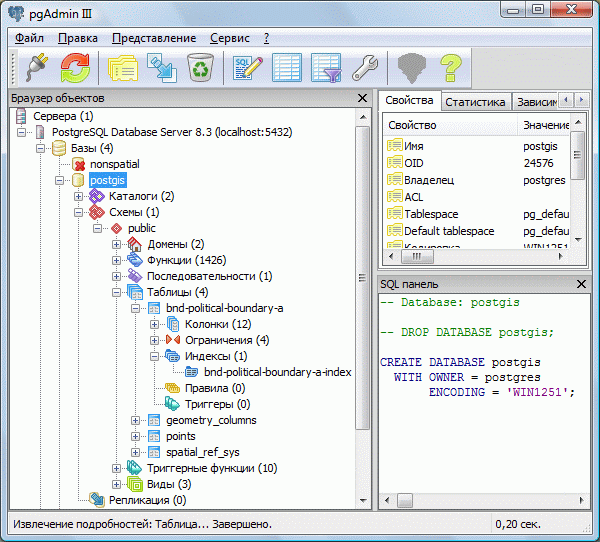 pgAdmin III
Файл Правка Представление Сервис ?
SQL
Браузер объектов
Сервера (1)
PostgreSQL Database Server 8.3 (localhost:5432)
Базы (4)
nonspatial
postgis
Каталоги (2)
Схемы (1)
public
Домены (2)
Функции (1426)
Последовательности (1)
Таблицы (4)
bnd-political-boundary-a
Колонки (12)
Ограничения (4)
Индексы (1)
bnd-political-boundary-a-index
Правила (0)
Триггеры (0)
geometry_columns
points
spatial_ref_sys
Триггерные функции (10)
Виды (3)
Репликация (0)
Свойства Статистика Зависим
Свойство Значение
Имя postgis
OID 24576
Владелец postgres
ACL
Tablespace pg_defau
Default tablespace pg_defau
Кодировка WIN1251
SQL панель
-- Database: postgis
-- DROP DATABASE postgis;
CREATE DATABASE postgis
WITH OWNER = postgres
ENCODING = 'WIN1251';
Извлечение подробностей: Таблица... Завершено.
0,20 сек.